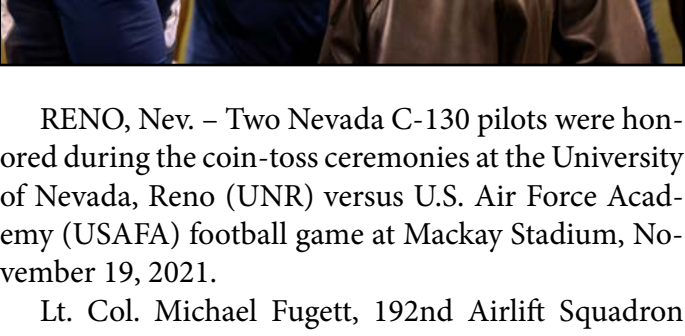 RENO, Nev. – Two Nevada C-130 pilots were hon-
ored during the coin-toss ceremonies at the University
of Nevada, Reno (UNR) versus U.S. Air Force Acad-
emy (USAFA) football game at Mackay Stadium, No-
vember 19, 2021.
Lt. Col. Michael Fugett, 192nd Airlift Squadron